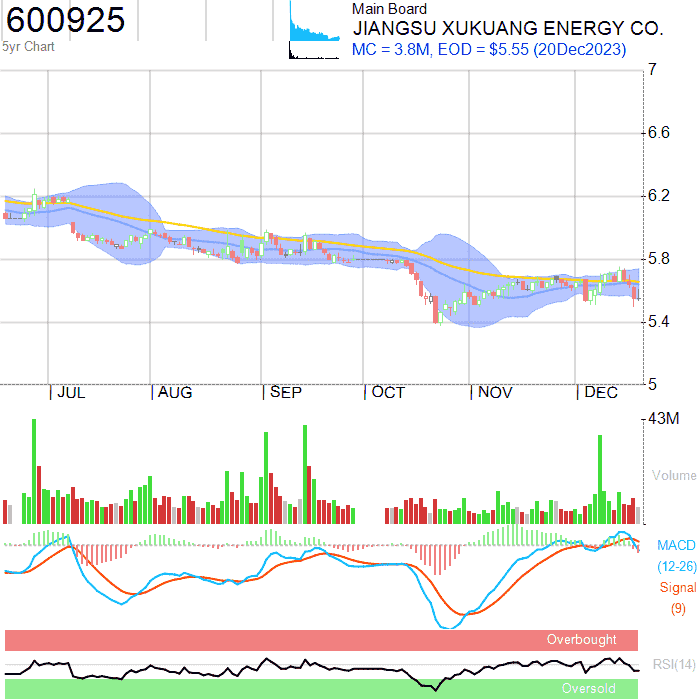 600925
5yr Chart
Main Board
JIANGSU XUKUANG ENERGY CO.
MC = 3.8M, EOD = $5.55 (20Dec2023)
7
6.6
6.2
5.8
5.4
5
JUL AUG SEP OCT NOV DEC
43M
Volume
MACD
(12-26)
Signal
(9)
Overbought
RSI(14)
Oversold